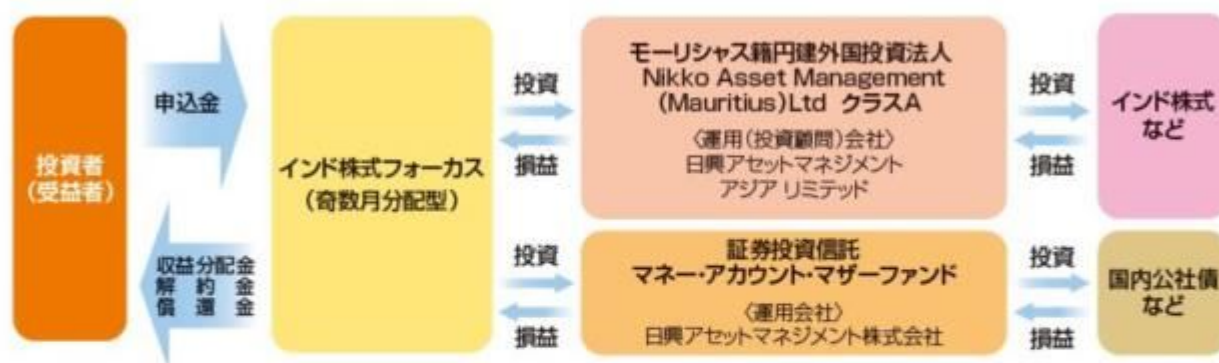 投資者
(受益者)
申込金
収益分配金
解約金
償還金
インド株式フォーカス
(奇数月分配型)
投資
損益
モーリシャス籍円建外国投資法人
Nikko Asset Management
(Mauritius)Ltd クラスA
〈運用(投資顧問)会社〉
日興アセットマネジメント
アジア リミテッド
投資
損益
インド株式
など
投資
損益
証券投資信託
マネー・アカウント・マザーファンド
〈運用会社〉
日興アセットマネジメント株式会社
投資
損益
国内公社債
など